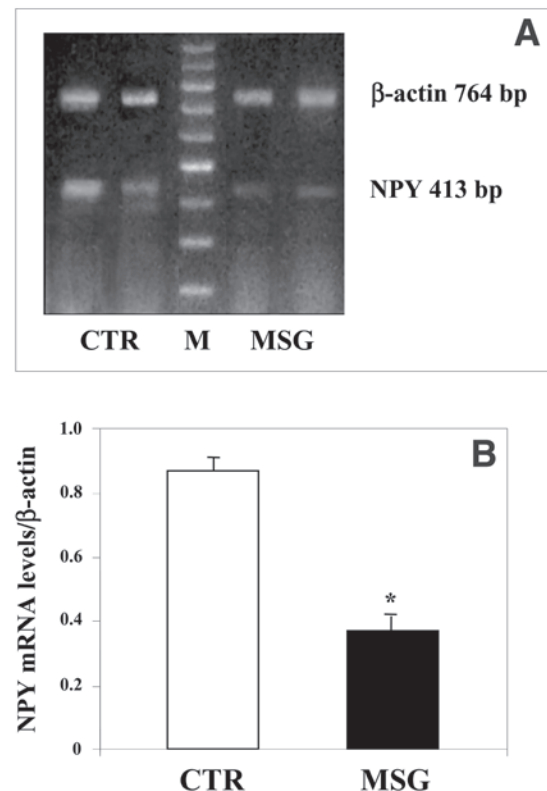 A
β-actin 764 bp
NPY 413 bp
CTR M MSG
B
NPY mRNA levels/β-actin
1.0
0.8
0.6
0.4
0.2
0
*
CTR MSG